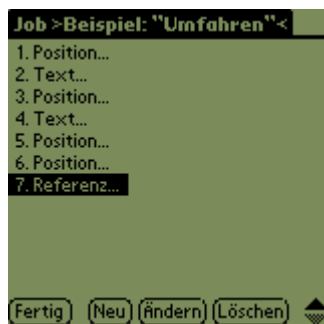 Job >Beispiel: "Umfahren"<
1. Position...
2. Text...
3. Position...
4. Text...
5. Position...
6. Position...
7. Referenz...
Fertig Neu Ändern Löschen